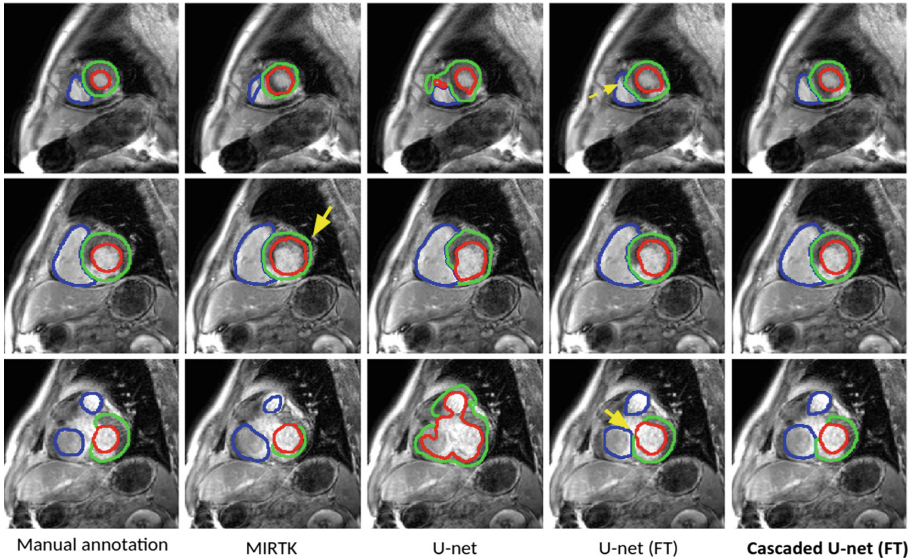 Manual annotation
MIRTK
U-net
U-net (FT)
Cascaded U-net (FT)